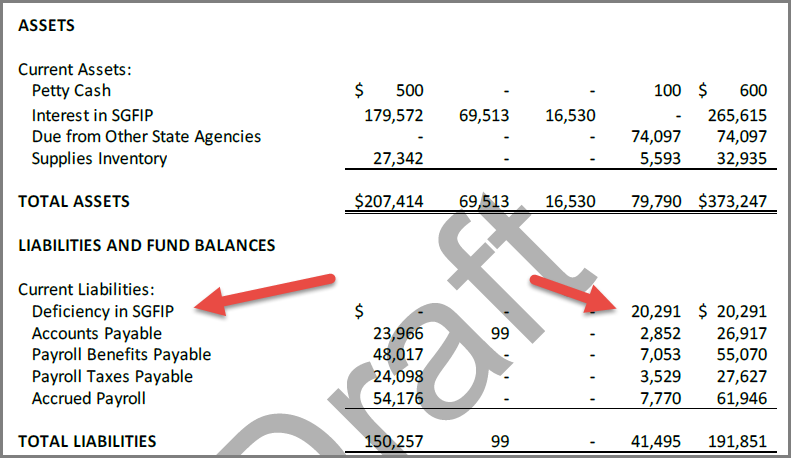 ASSETS
Current Assets:
Petty Cash $ 500 - - 100 $ 600
Interest in SGFIP 179,572 69,513 16,530 - 265,615
Due from Other State Agencies - - - 74,097 74,097
Supplies Inventory 27,342 - - 5,593 32,935
TOTAL ASSETS $207,414 69,513 16,530 79,790 $373,247
LIABILITIES AND FUND BALANCES
Current Liabilities:
Deficiency in SGFIP $ - - - 20,291 $ 20,291
Accounts Payable 23,966 99 - 2,852 26,917
Payroll Benefits Payable 48,017 - - 7,053 55,070
Payroll Taxes Payable 24,098 - - 3,529 27,627
Accrued Payroll 54,176 - - 7,770 61,946
TOTAL LIABILITIES 150,257 99 - 41,495 191,851
Draft